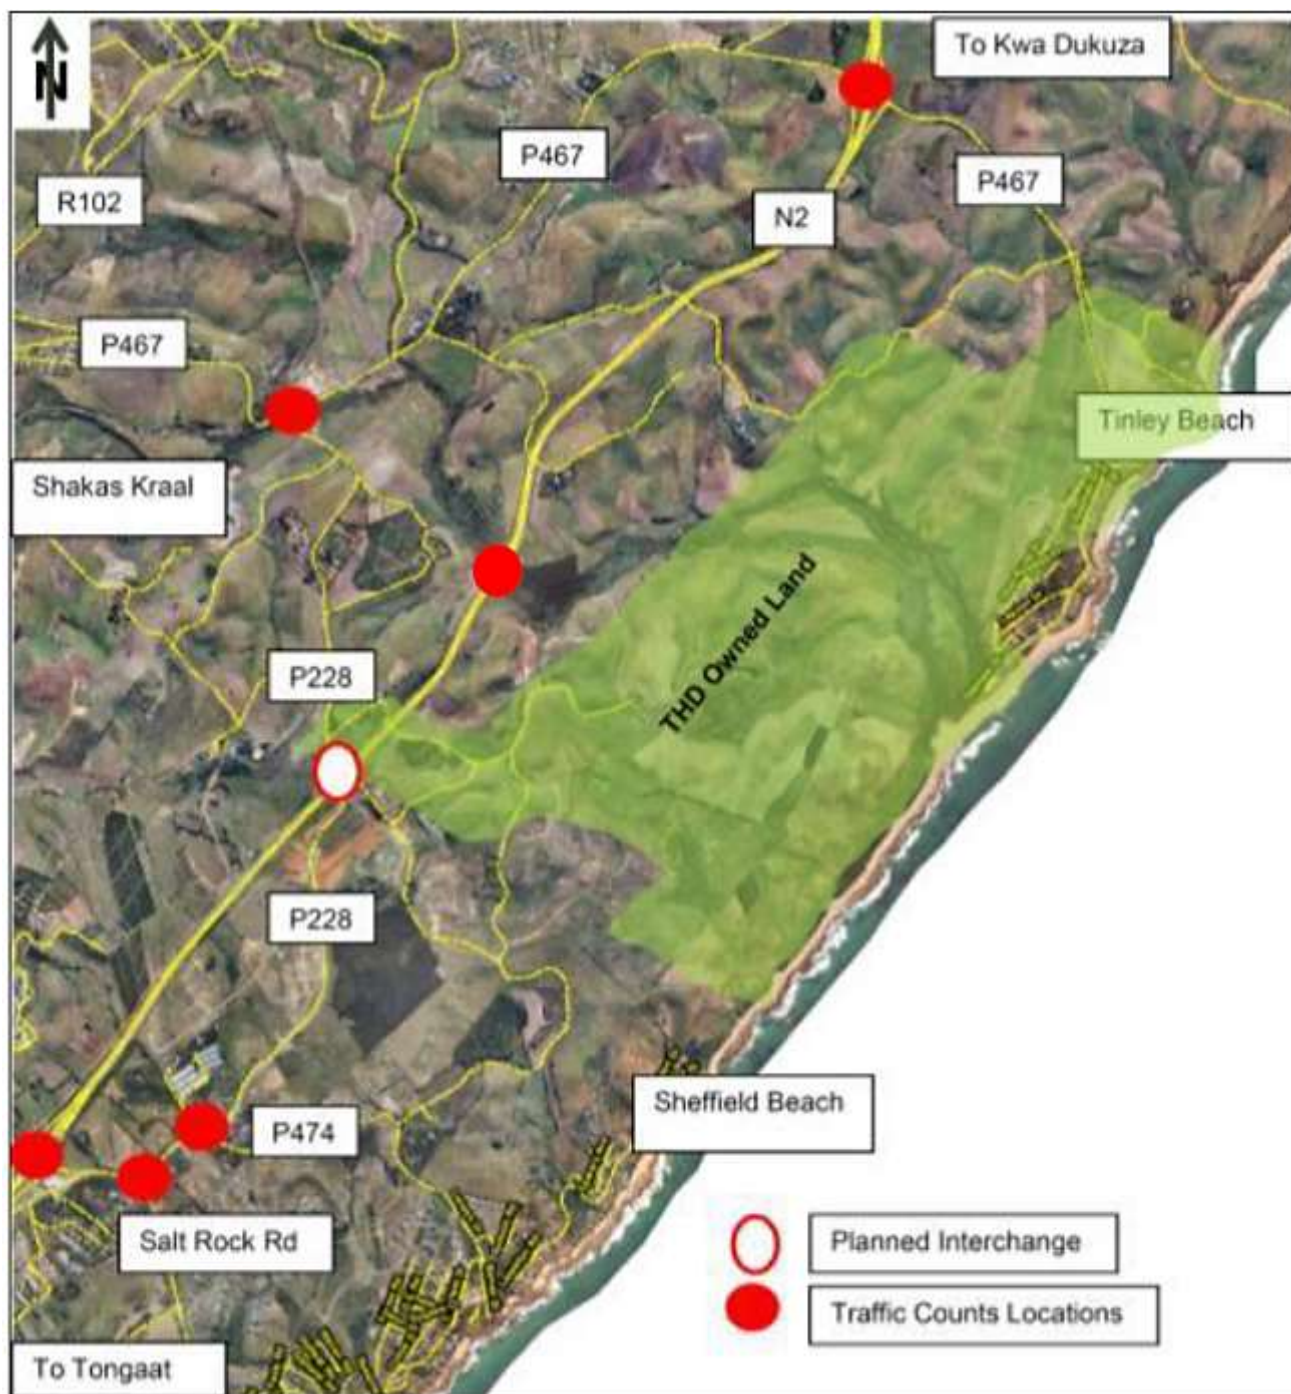 N
To Kwa Dukuza
P467
P467
R102
N2
P467
Tinley Beach
Shakas Kraal
THD Owned Land
P228
P228
Sheffield Beach
P474
Salt Rock Rd
Planned Interchange
Traffic Counts Locations
To Tongaat